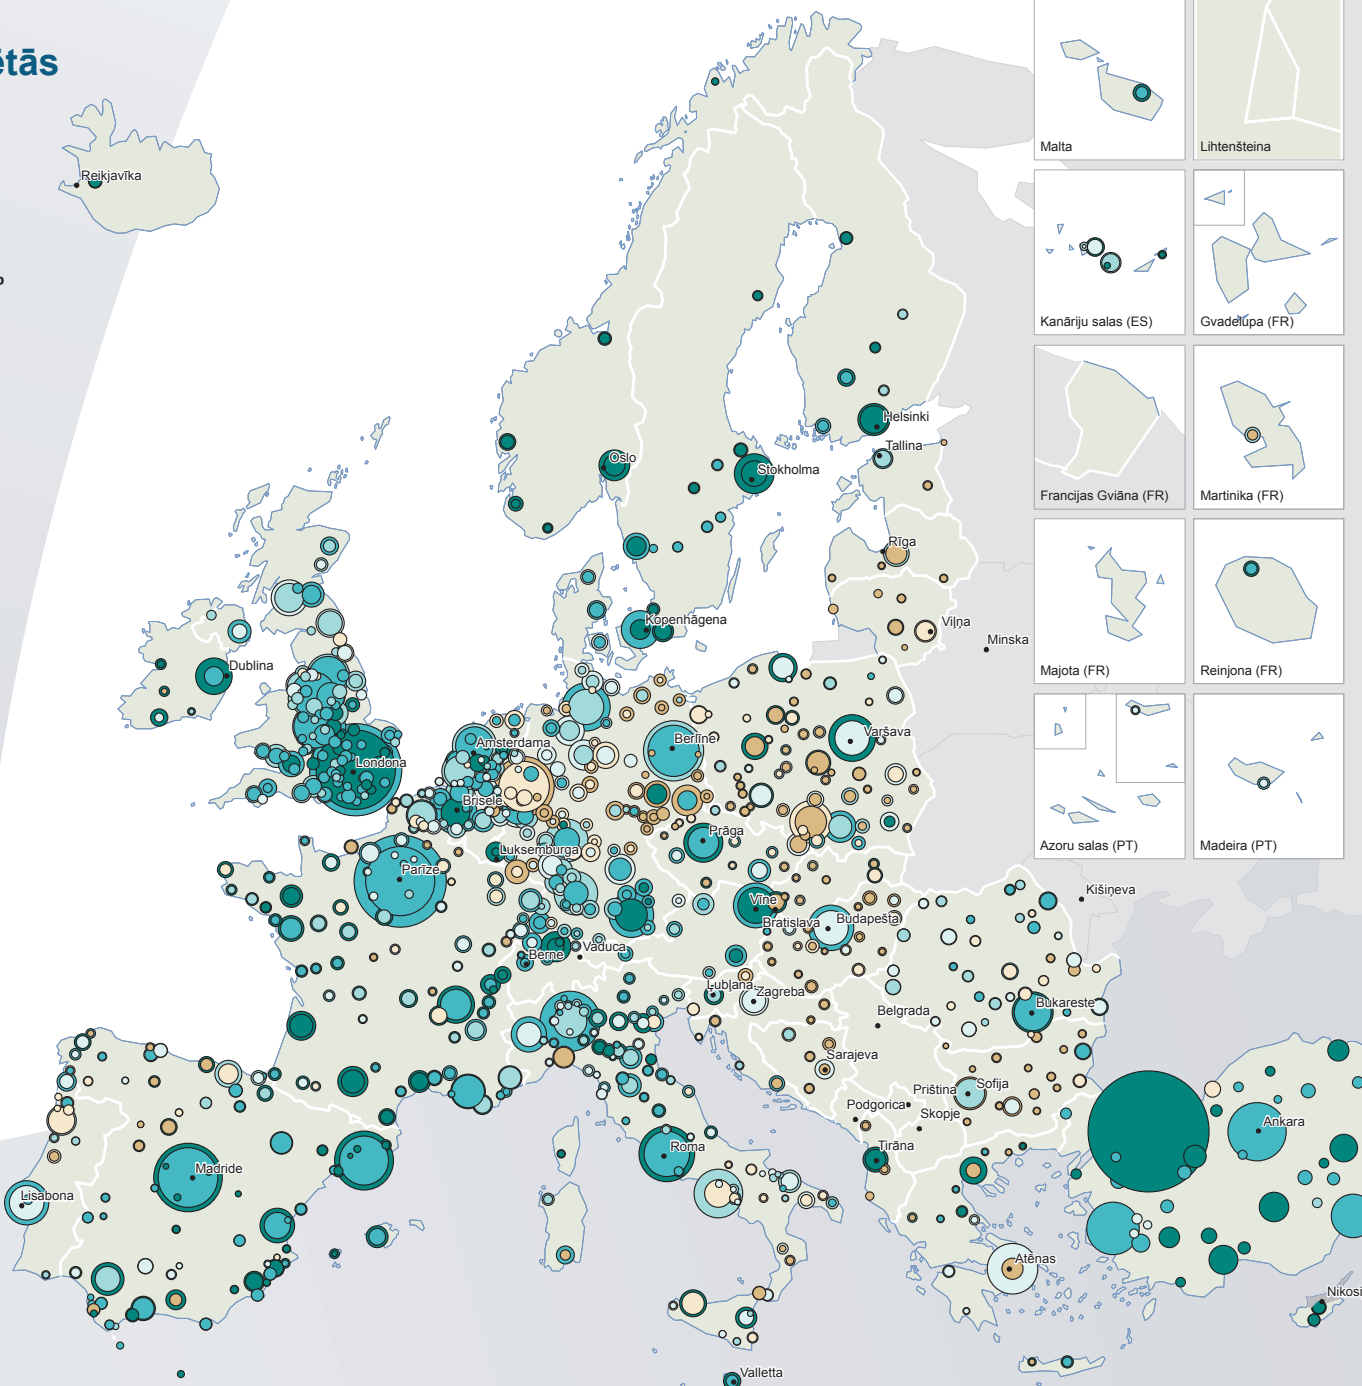 ētās
%
Reikjavīka
Malta
Lihtenšteina
Kanāriju salas (ES)
Gvadelupa (FR)
Francijas Gviāna (FR)
Martinika (FR)
Majota (FR)
Reinjona (FR)
Azoru salas (PT)
Madeira (PT)
Helsinki
Tallina
Oslo
Stokholma
Rīga
Kopenhāgena
Viļņa
Minska
Dublina
Londona
Amsterdama
Berlīne
Varšava
Brisele
Luksemburga
Prāga
Parīze
Kišiņeva
Vīne
Bratislava
Budapešta
Berne
Vaduca
Ļubļana
Zagreba
Belgrada
Bukareste
Sarajeva
Priština
Sofija
Podgorica
Skopje
Ankara
Tirāna
Roma
Madride
Lisabona
Atēnas
Nikosi
Valletta